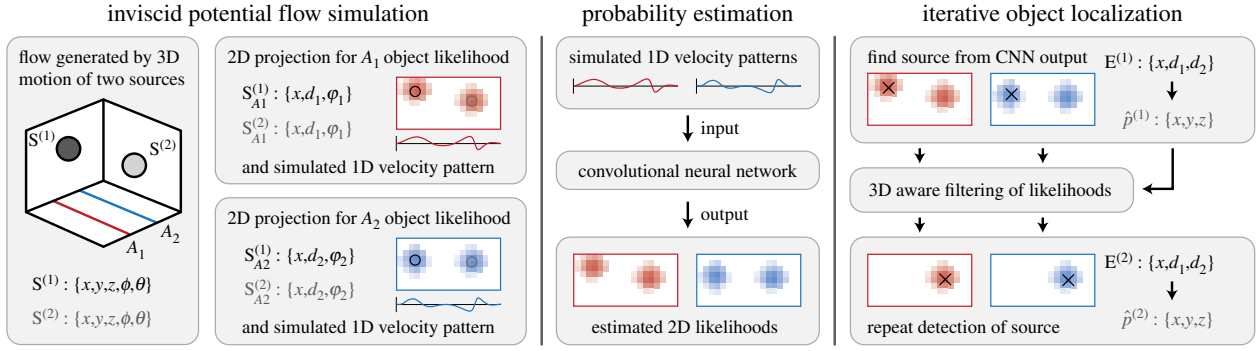 inviscid potential flow simulation
flow generated by 3D
motion of two sources
S⁽¹⁾
S⁽²⁾
A₁
A₂
S⁽¹⁾ : {x,y,z,ϕ,θ}
S⁽²⁾ : {x,y,z,ϕ,θ}
2D projection for A₁ object likelihood
S⁽¹⁾_A1 : {x,d₁,φ₁}
S⁽²⁾_A1 : {x,d₁,φ₁}
and simulated 1D velocity pattern
2D projection for A₂ object likelihood
S⁽¹⁾_A2 : {x,d₂,φ₂}
S⁽²⁾_A2 : {x,d₂,φ₂}
and simulated 1D velocity pattern
probability estimation
simulated 1D velocity patterns
input
convolutional neural network
output
estimated 2D likelihoods
iterative object localization
find source from CNN output
E⁽¹⁾ : {x,d₁,d₂}
p̂⁽¹⁾ : {x,y,z}
3D aware filtering of likelihoods
E⁽²⁾ : {x,d₁,d₂}
p̂⁽²⁾ : {x,y,z}
repeat detection of source